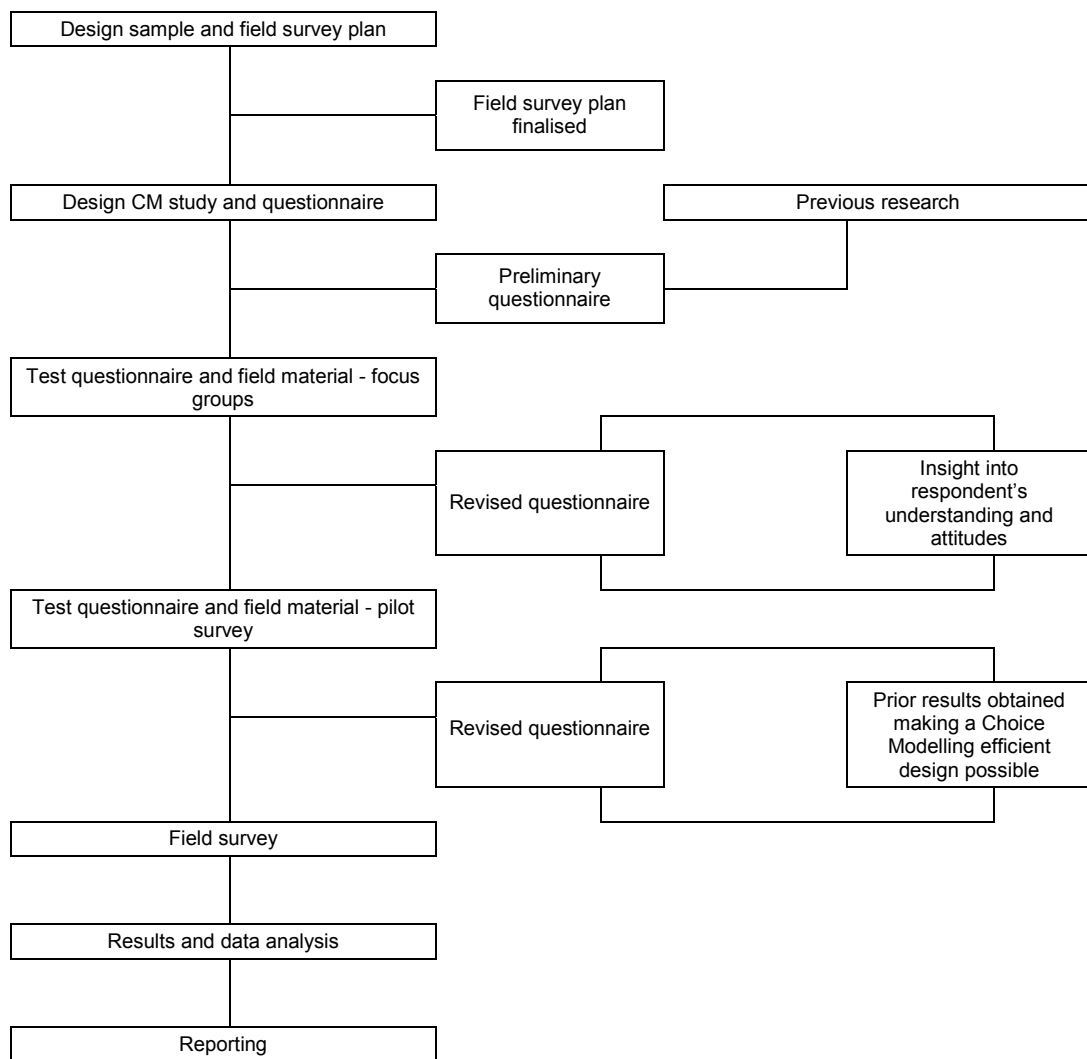 Design sample and field survey plan
Field survey plan
finalised
Design CM study and questionnaire
Previous research
Preliminary
questionnaire
Test questionnaire and field material - focus
groups
Revised questionnaire
Insight into
respondent’s
understanding and
attitudes
Test questionnaire and field material - pilot
survey
Revised questionnaire
Prior results obtained
making a Choice
Modelling efficient
design possible
Field survey
Results and data analysis
Reporting